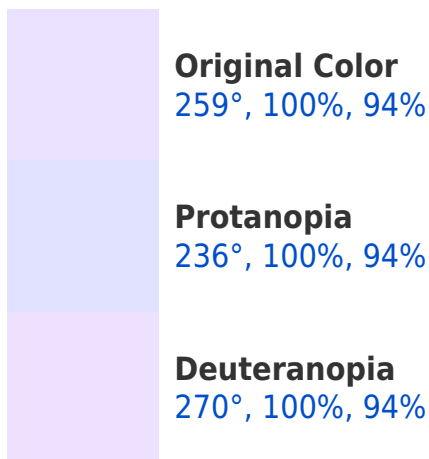 Original Color
259°, 100%, 94%
Protanopia
236°, 100%, 94%
Deuteranopia
270°, 100%, 94%